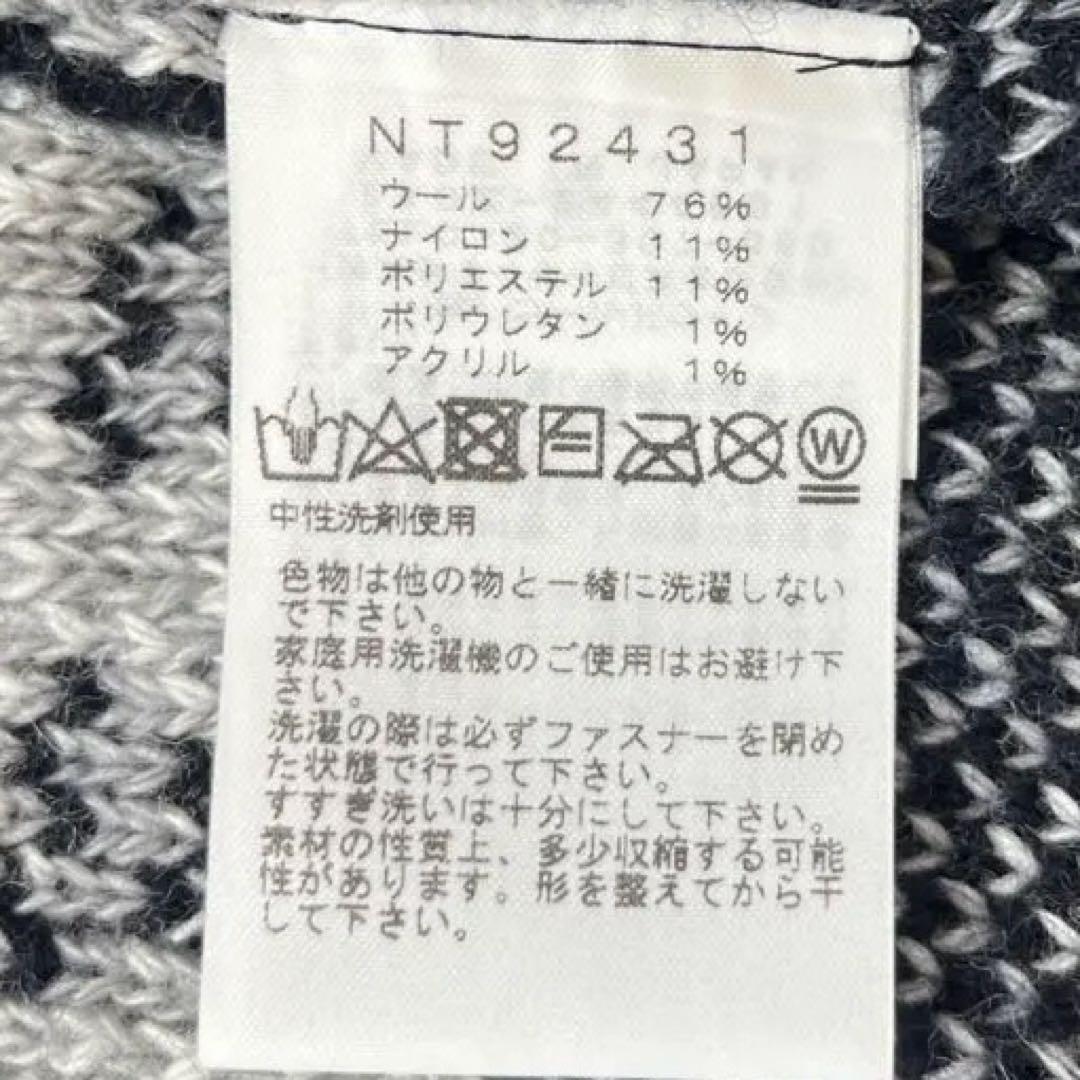 NT92431
ウール 76%
ナイロン 11%
ポリエステル 11%
ポリウレタン 1%
アクリル 1%
W
中性洗剤使用
色物は他の物と一緒に洗濯しない
で下さい。
家庭用洗濯機のご使用はお避け下
さい。
洗濯の際は必ずファスナーを閉め
た状態で行って下さい。
すすぎ洗いは十分にして下さい。
素材の性質上、多少収縮する可能
性があります。形を整えてから干
して下さい。